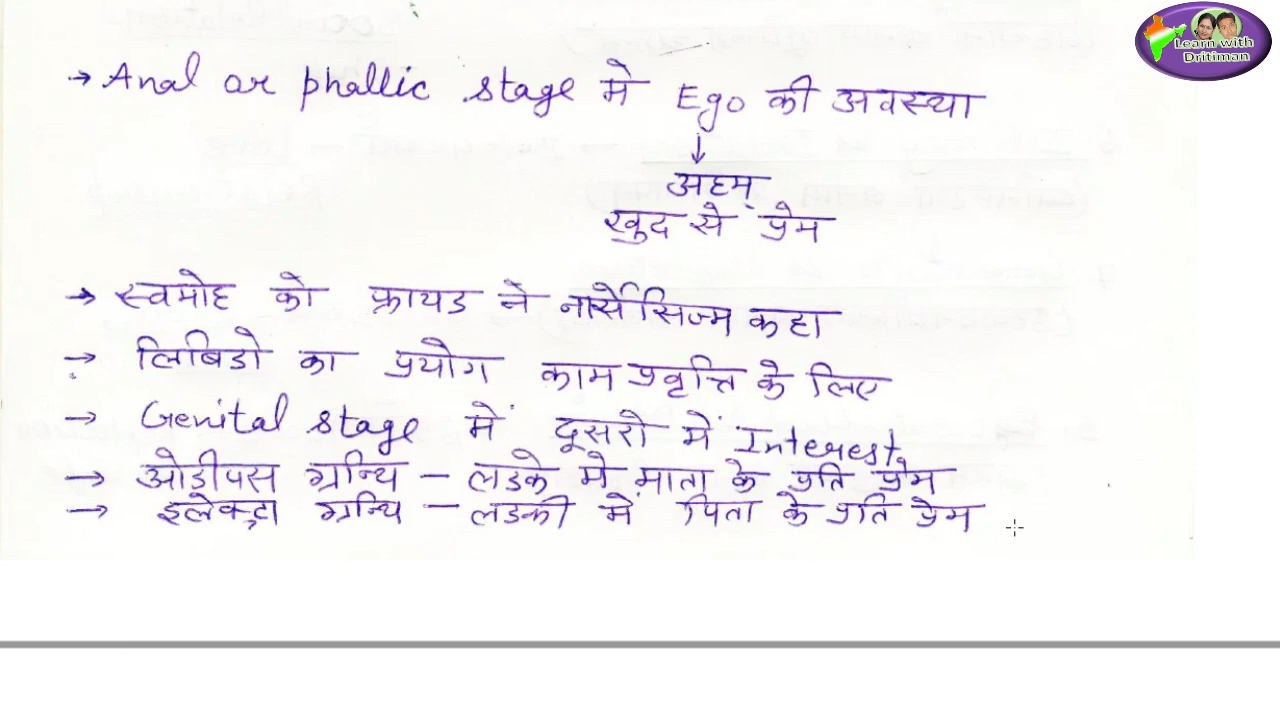 Learn with
Dritiman
→ Anal or phallic stage मे Ego की अवस्था
↓
अहम्
खुद से प्रेम
→ स्वमोह को फ्रायड ने नार्सेसिज्म कहा
→ लिबिडो का प्रयोग काम प्रवृत्ति के लिए
→ Genital stage में दूसरो में Interest.
→ ओडीपस ग्रन्थि – लडके मे माता के प्रति प्रेम
→ इलेक्ट्रा ग्रन्थि – लडकी में पिता के प्रति प्रेम